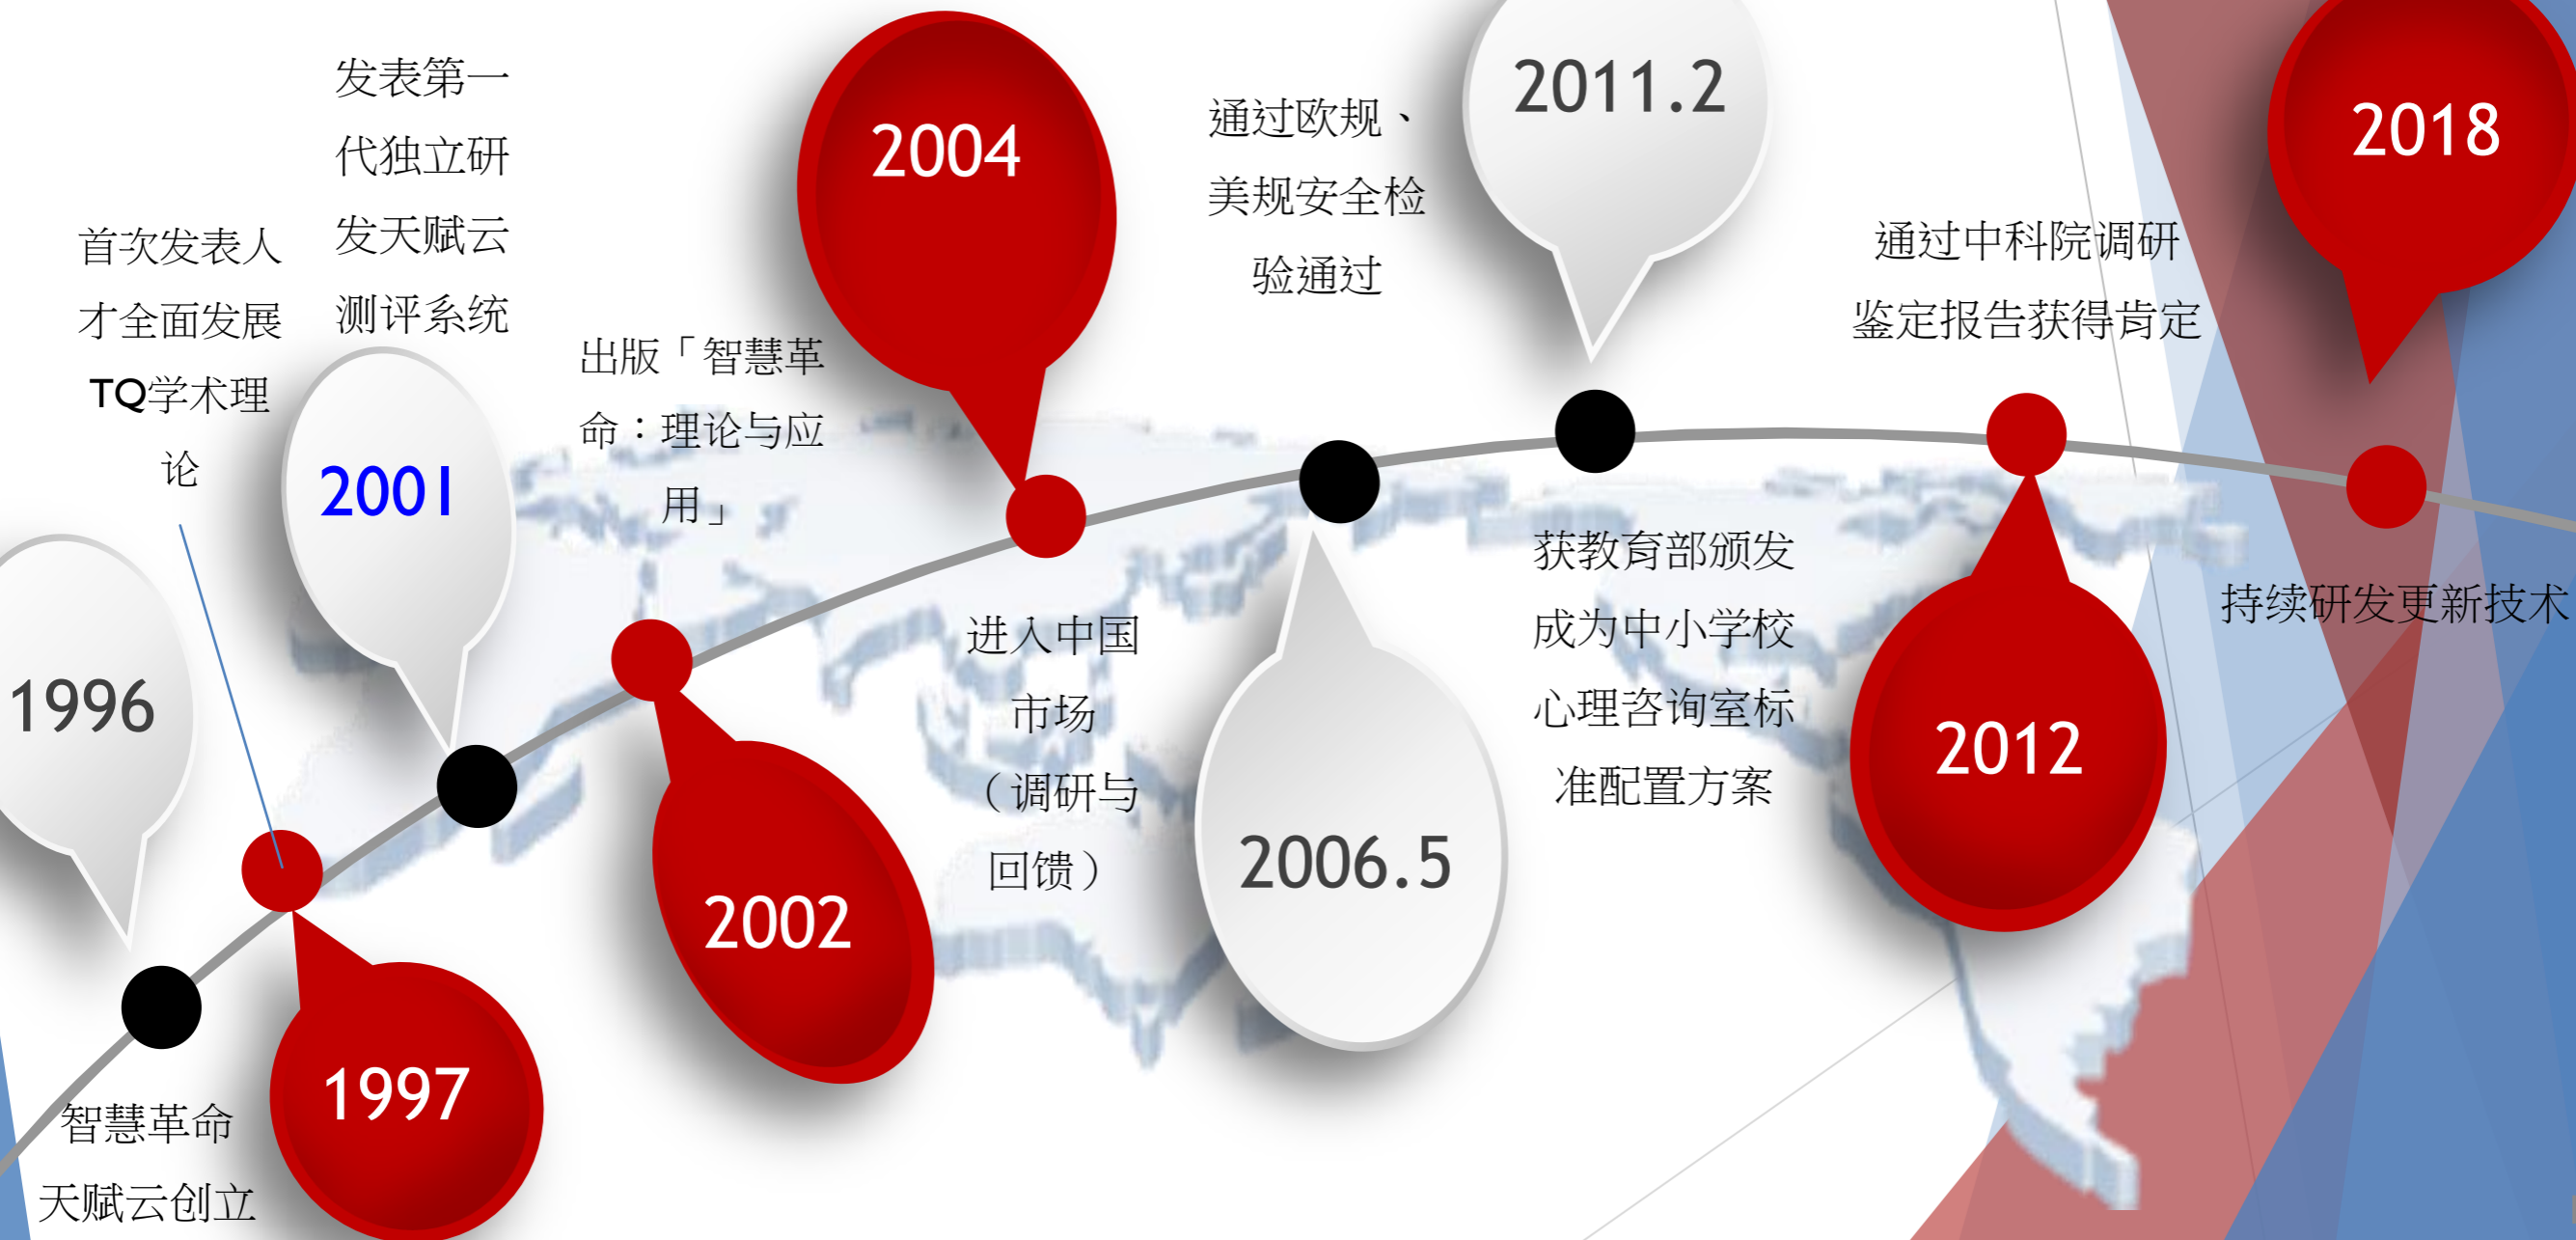 1996
智慧革命
天赋云创立
首次发表人
才全面发展
TQ学术理
论
1997
发表第一
代独立研
发天赋云
测评系统
2001
出版「智慧革
命：理论与应
用」
2002
2004
进入中国
市场
（调研与
回馈）
通过欧规、
美规安全检
验通过
2006.5
2011.2
获教育部颁发
成为中小学校
心理咨询室标
准配置方案
通过中科院调研
鉴定报告获得肯定
2012
2018
持续研发更新技术